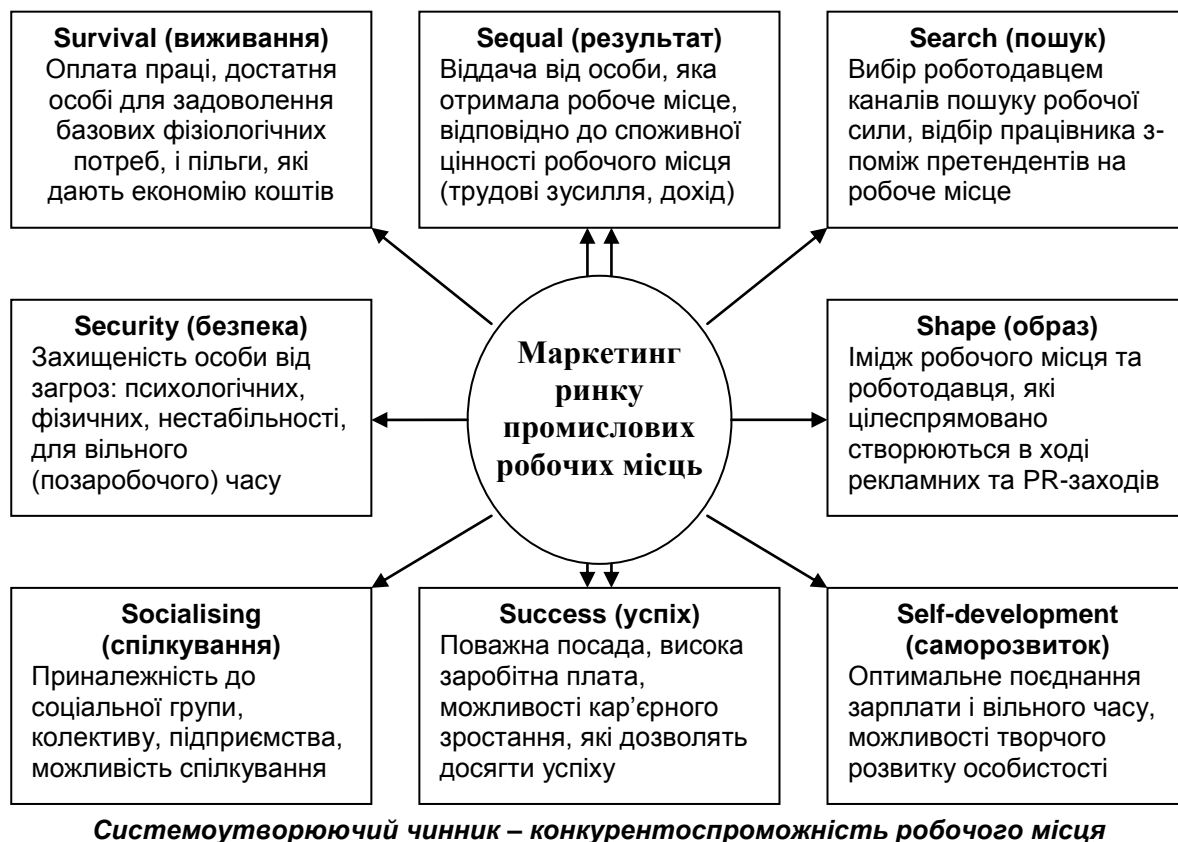 Survival (виживання)
Оплата праці, достатня
особі для задоволення
базових фізіологічних
потреб, і пільги, які
дають економію коштів
Sequal (результат)
Віддача від особи, яка
отримала робоче місце,
відповідно до споживної
цінності робочого місця
(трудові зусилля, дохід)
Search (пошук)
Вибір роботодавцем
каналів пошуку робочої
сили, відбір працівника з-
поміж претендентів на
робоче місце
Security (безпека)
Захищеність особи від
загроз: психологічних,
фізичних, нестабільності,
для вільного
(позаробочого) часу
Маркетинг
ринку
промислових
робочих місць
Shape (образ)
Імідж робочого місця та
роботодавця, які
цілеспрямовано
створюються в ході
рекламних та PR-заходів
Socialising
(спілкування)
Приналежність до
соціальної групи,
колективу, підприємства,
можливість спілкування
Success (успіх)
Поважна посада, висока
заробітна плата,
можливості кар’єрного
зростання, які дозволять
досягти успіху
Self-development
(саморозвиток)
Оптимальне поєднання
зарплати і вільного часу,
можливості творчого
розвитку особистості
Системоутворюючий чинник – конкурентоспроможність робочого місця